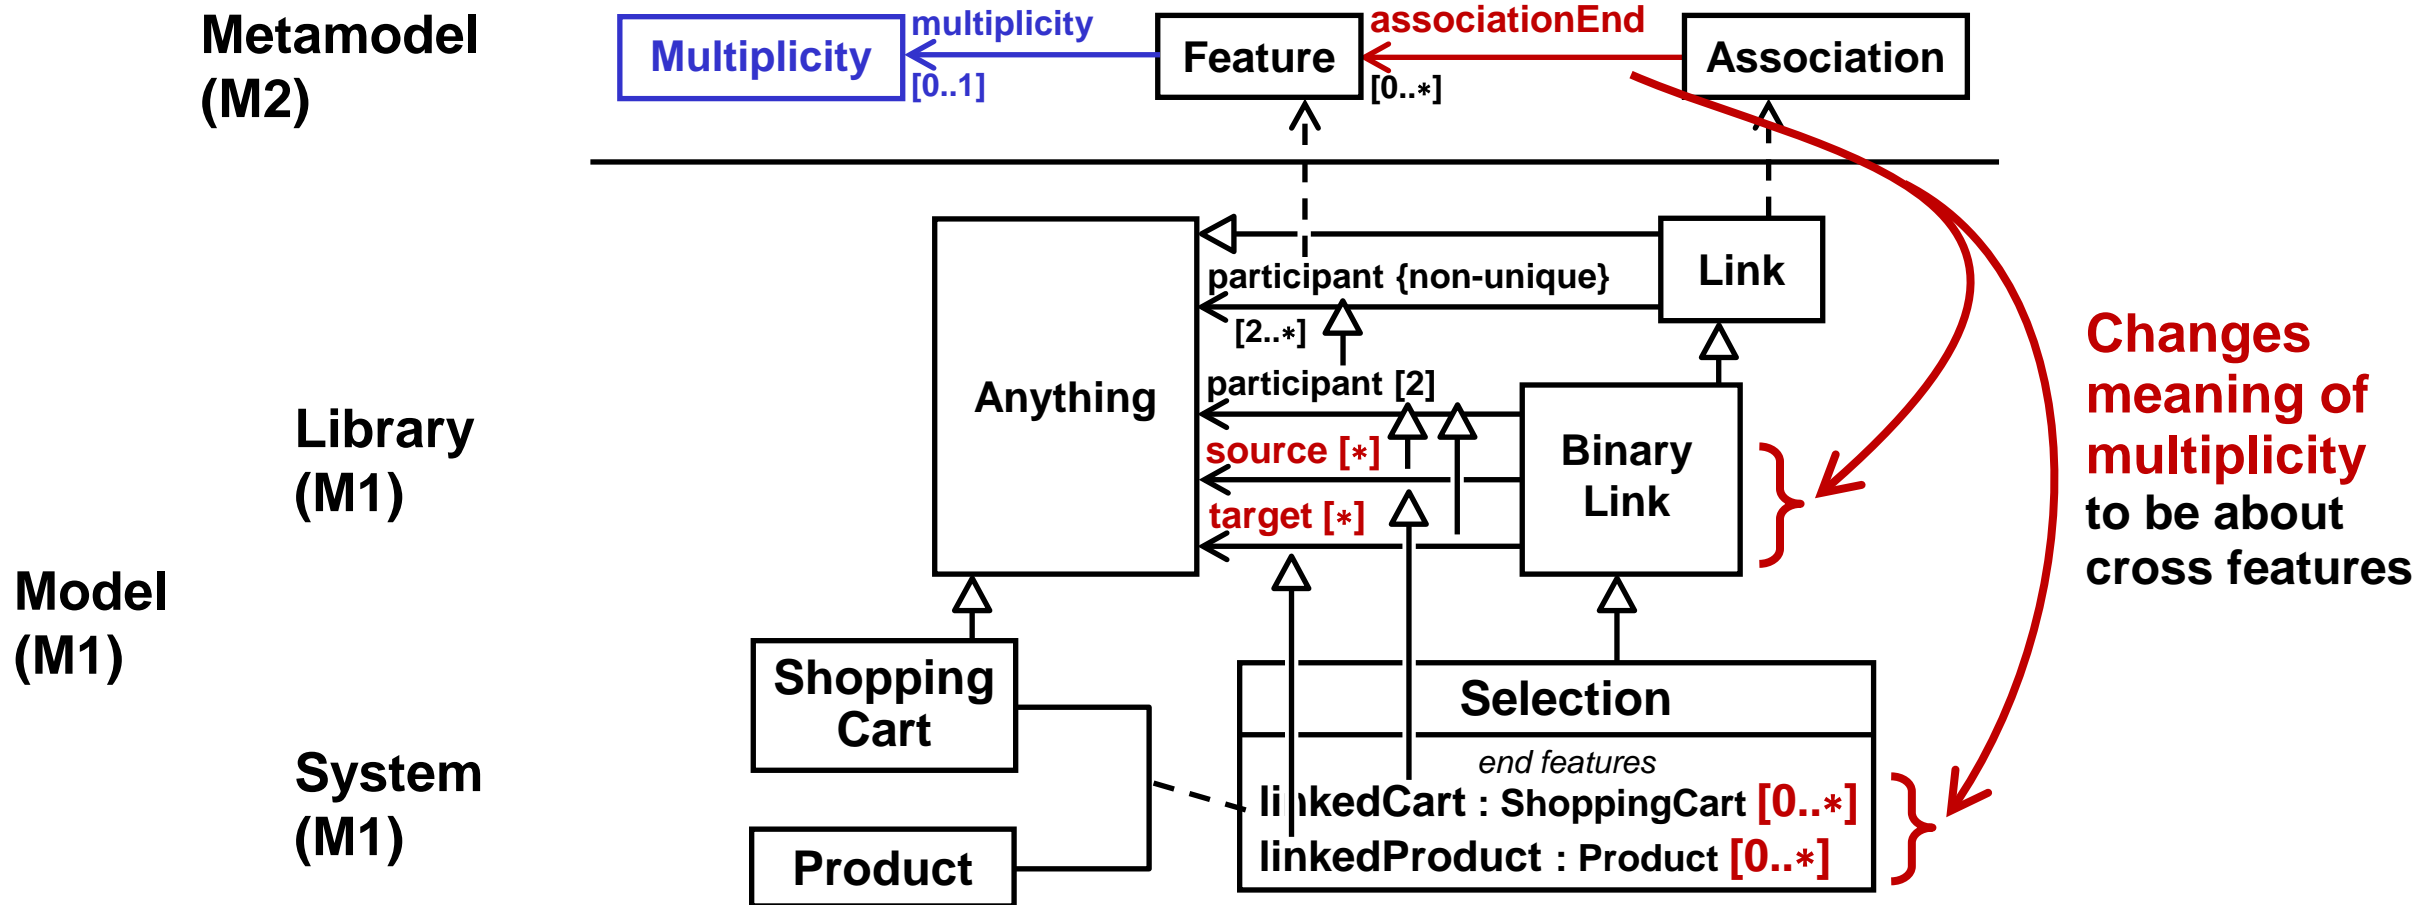 Metamodel
(M2)
Multiplicity
multiplicity
[0..1]
Feature
associationEnd
[0..*]
Association
Anything
participant {non-unique}
[2..*]
Link
participant [2]
source [*]
target [*]
Binary
Link
Library
(M1)
Changes
meaning of
multiplicity
to be about
cross features
Model
(M1)
Shopping
Cart
System
(M1)
Product
Selection
end features
linkedCart : ShoppingCart [0..*]
linkedProduct : Product [0..*]